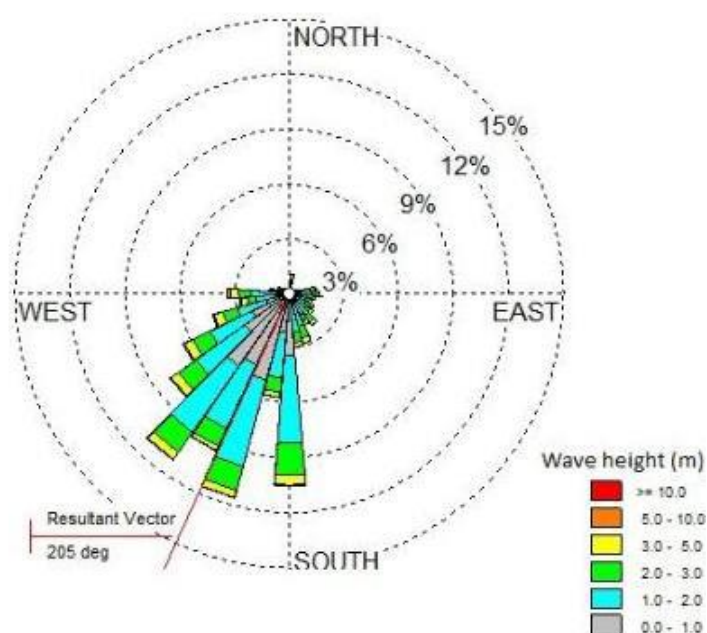 NORTH
15%
12%
9%
6%
3%
WEST
EAST
Wave height (m)
>= 10.0
5.0 - 10.0
3.0 - 5.0
2.0 - 3.0
1.0 - 2.0
0.0 - 1.0
Resultant Vector
205 deg
SOUTH